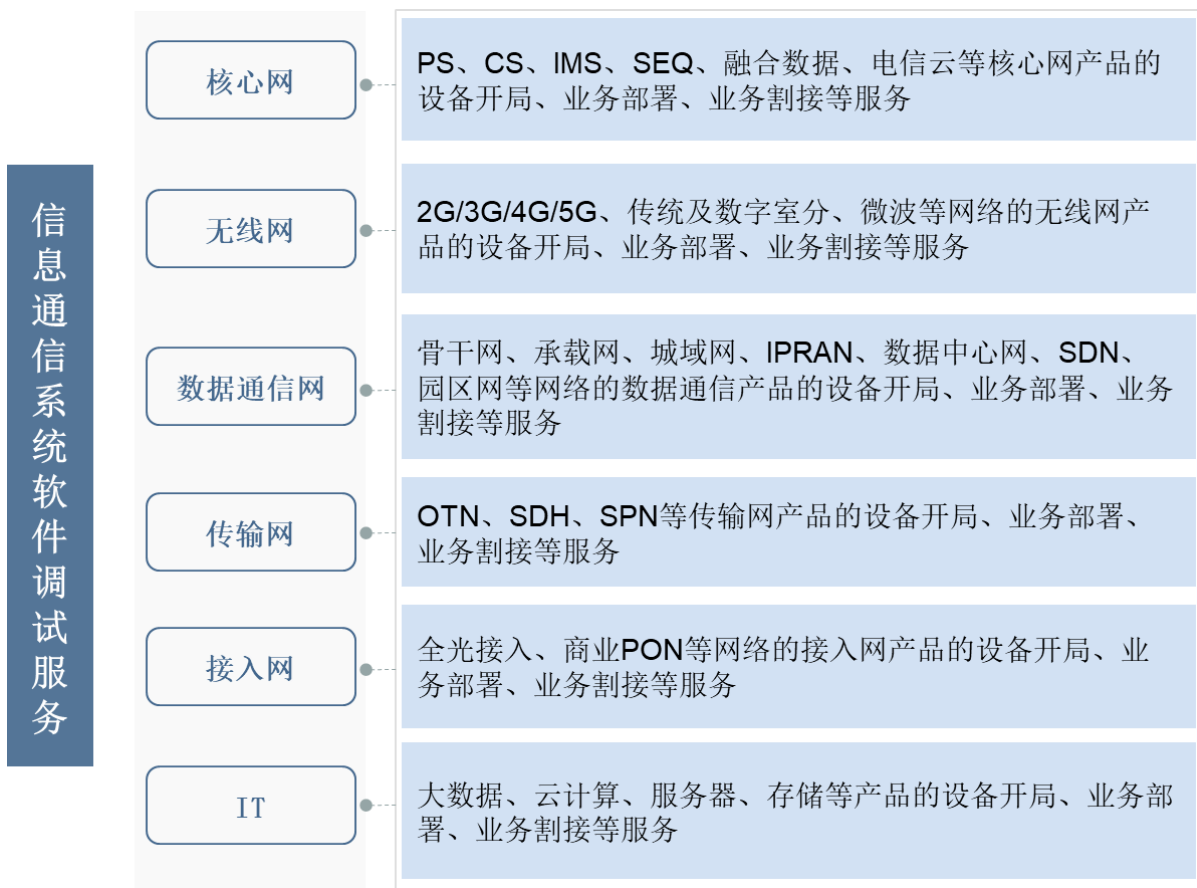 信息通信系统软件调试服务
核心网
PS、CS、IMS、SEQ、融合数据、电信云等核心网产品的
设备开局、业务部署、业务割接等服务
无线网
2G/3G/4G/5G、传统及数字室分、微波等网络的无线网产
品的设备开局、业务部署、业务割接等服务
数据通信网
骨干网、承载网、城域网、IPRAN、数据中心网、SDN、
园区网等网络的数据通信产品的设备开局、业务部署、业务
割接等服务
传输网
OTN、SDH、SPN等传输网产品的设备开局、业务部署、
业务割接等服务
接入网
全光接入、商业PON等网络的接入网产品的设备开局、业
务部署、业务割接等服务
IT
大数据、云计算、服务器、存储等产品的设备开局、业务部
署、业务割接等服务